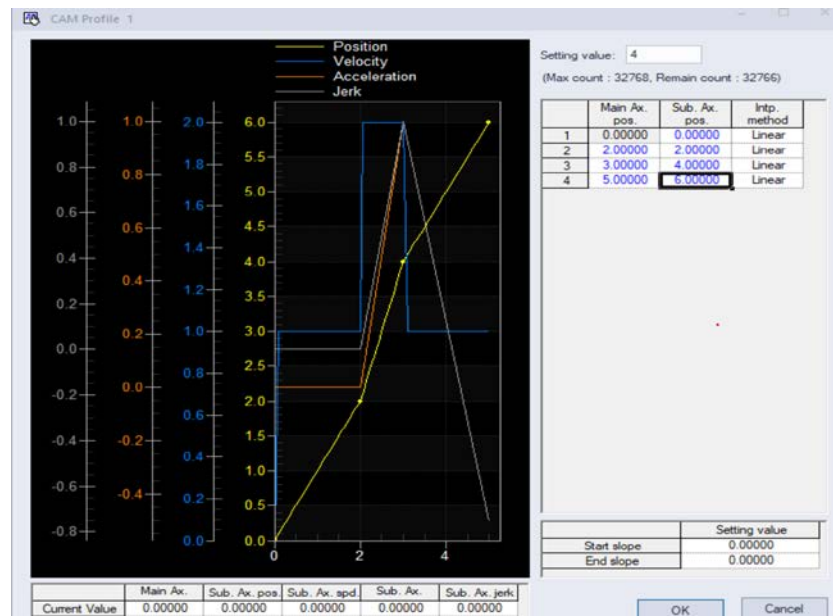 CAM Profile 1
Position
Velocity
Acceleration
Jerk
1.0 1.0 2.0 6.0
0.8 0.8 1.8 5.5
5.0
0.6 0.6 1.6 4.5
0.4 0.4 1.4 4.0
1.2 3.5
0.2 0.2 1.0 3.0
0.0 0.8 2.5
-0.2 0.0 0.6 2.0
-0.4 -0.2 0.4 1.5
1.0
-0.6 -0.4 0.2 0.5
-0.8 0.0 0.0
0 2 4
Setting value: 4
(Max count : 32768, Remain count : 32766)
Main Ax. pos. Sub. Ax. pos. Intp. method
1 0.00000 0.00000 Linear
2 2.00000 2.00000 Linear
3 3.00000 4.00000 Linear
4 5.00000 6.00000 Linear
Setting value
Start slope 0.00000
End slope 0.00000
Main Ax. Sub. Ax. pos. Sub. Ax. spd. Sub. Ax. Sub. Ax. jerk
Current Value 0.00000 0.00000 0.00000 0.00000 0.00000
OK Cancel